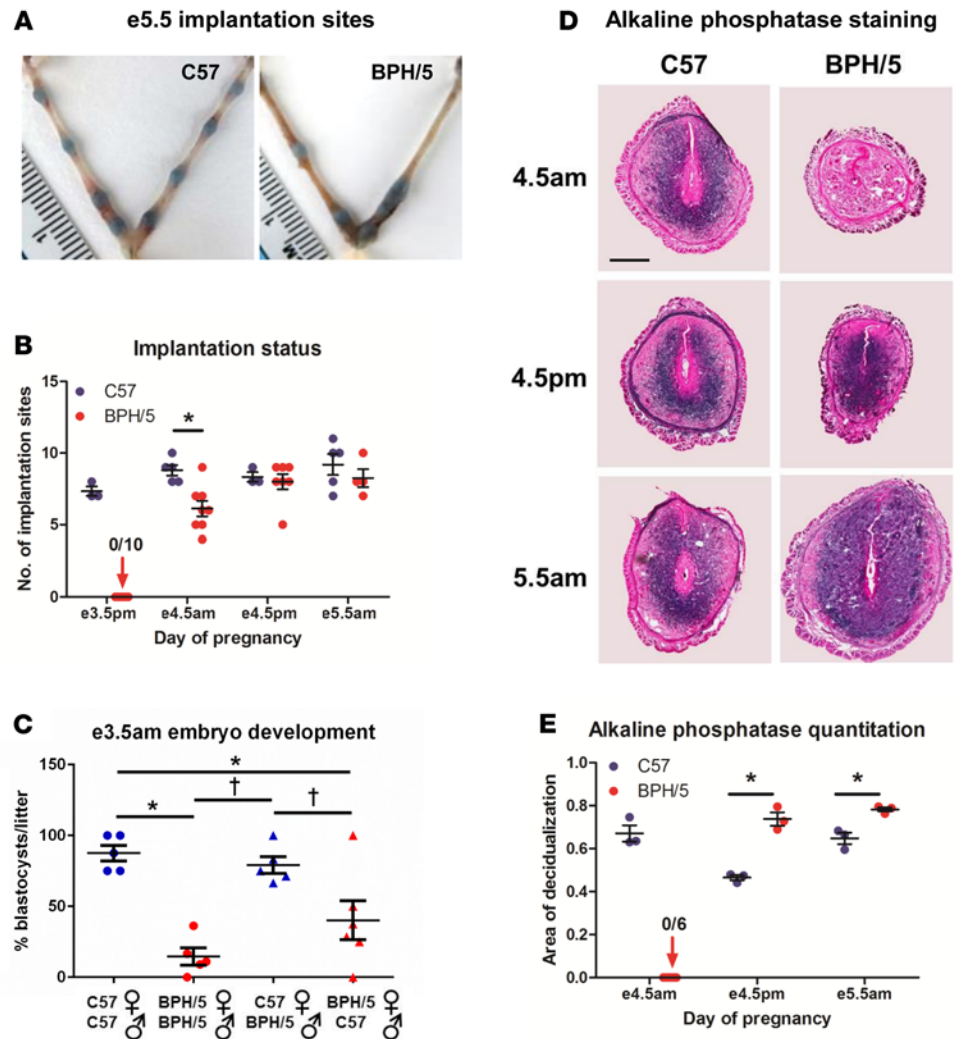 A
e5.5 implantation sites
C57
BPH/5
1
1
M
B
Implantation status
C57
BPH/5
*
No. of implantation sites
15
10
5
0
0/10
e3.5pm
e4.5am
e4.5pm
e5.5am
Day of pregnancy
C
e3.5am embryo development
% blastocysts/litter
150
100
50
0
*
*
†
†
C57 ♀
C57 ♂
BPH/5 ♀
BPH/5 ♂
C57 ♀
BPH/5 ♂
BPH/5 ♀
C57 ♂
D
Alkaline phosphatase staining
C57
BPH/5
4.5am
4.5pm
5.5am
E
Alkaline phosphatase quantitation
C57
BPH/5
*
*
Area of decidualization
1.0
0.8
0.6
0.4
0.2
0.0
0/6
e4.5am
e4.5pm
e5.5am
Day of pregnancy